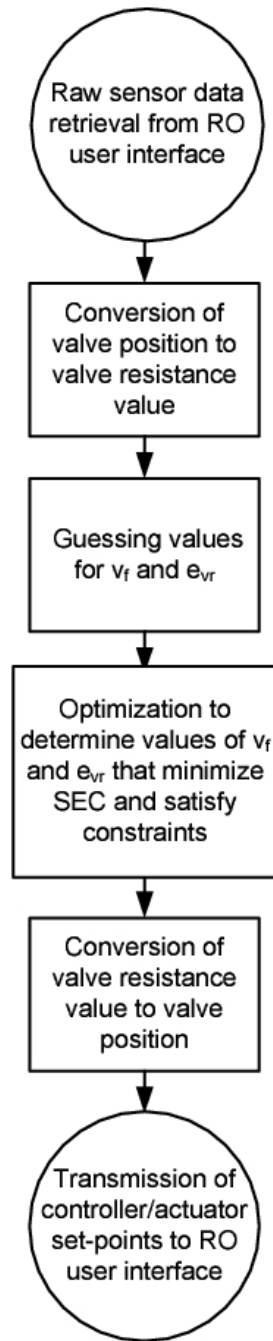 Raw sensor data
retrieval from RO
user interface
Conversion of
valve position to
valve resistance
value
Guessing values
for vf and evr
Optimization to
determine values of vf
and evr that minimize
SEC and satisfy
constraints
Conversion of
valve resistance
value to valve
position
Transmission of
controller/actuator
set-points to RO
user interface